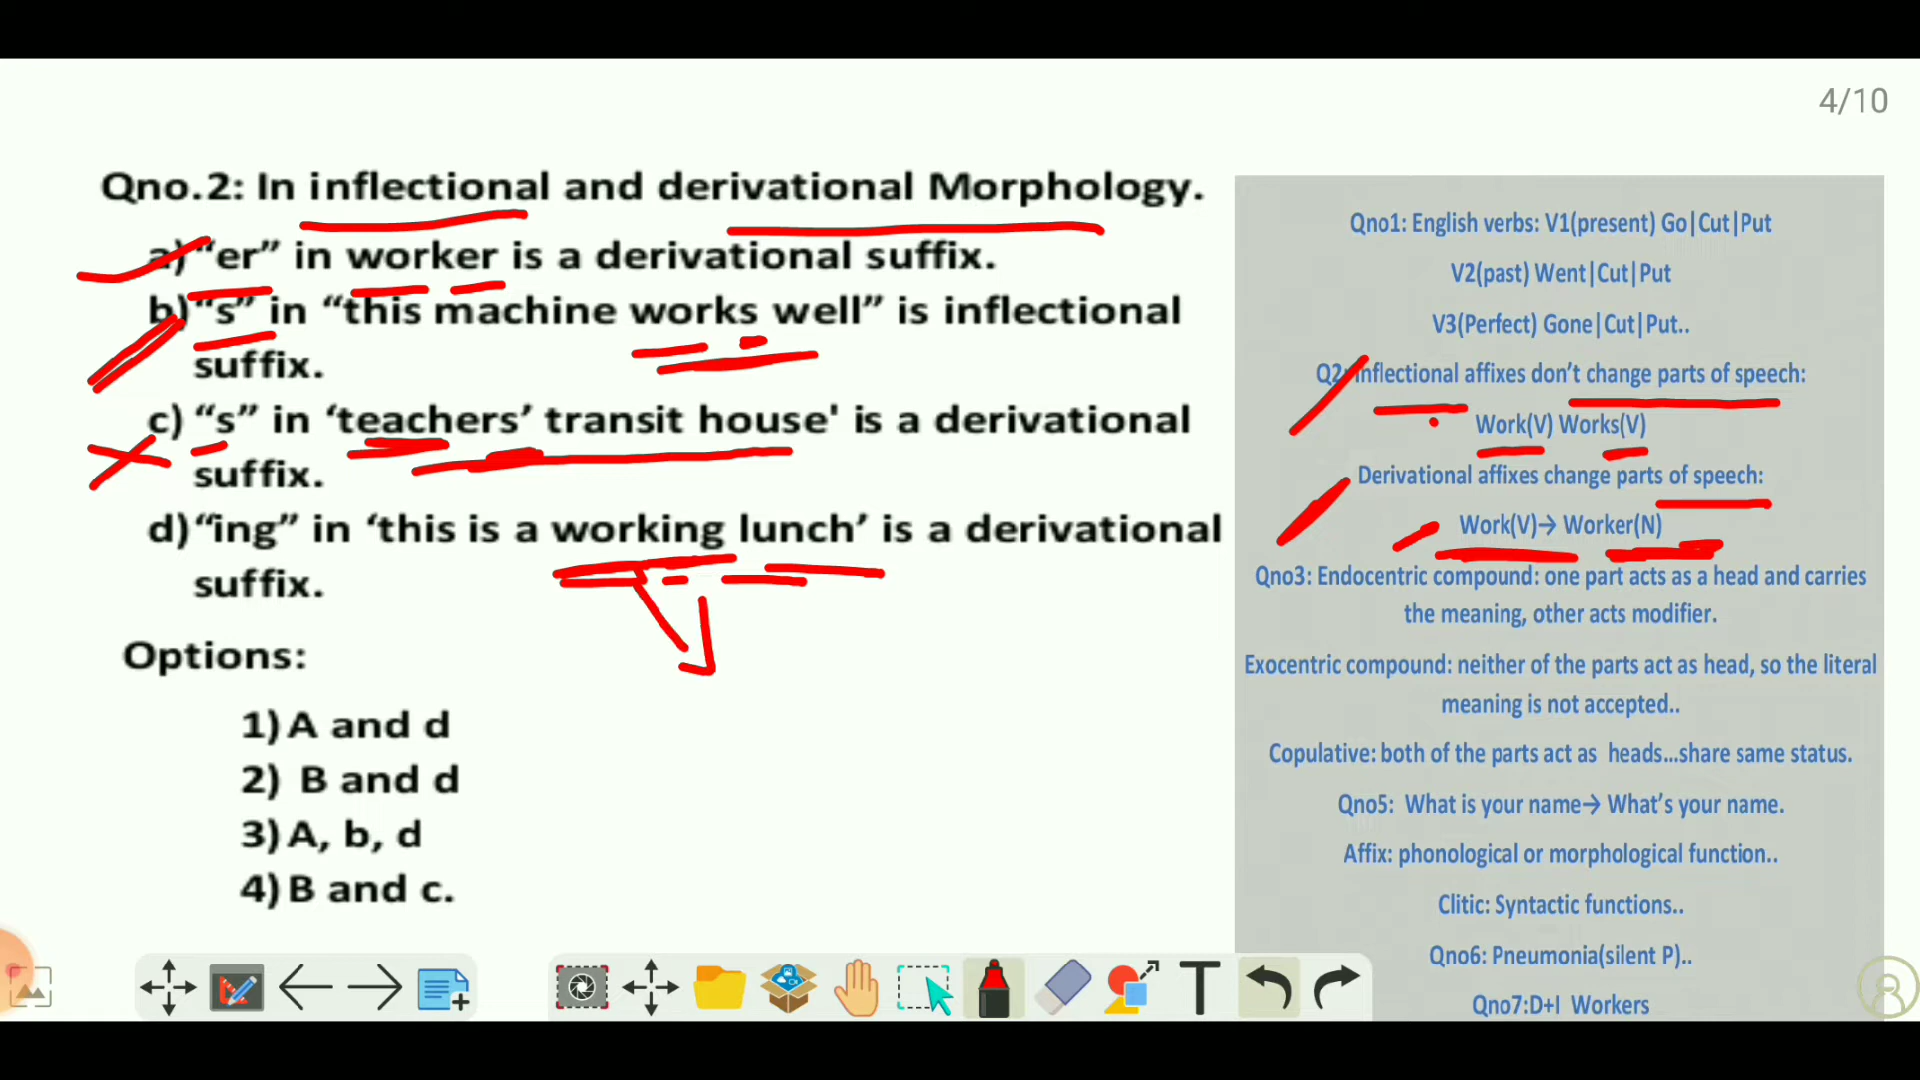 4/10
Qno.2: In inflectional and derivational Morphology.
a) “er” in worker is a derivational suffix.
b) “s” in “this machine works well” is inflectional
suffix.
c) “s” in ‘teachers’ transit house' is a derivational
suffix.
d) “ing” in ‘this is a working lunch’ is a derivational
suffix.
Options:
1) A and d
2) B and d
3) A, b, d
4) B and c.
Qno1: English verbs: V1(present) Go|Cut|Put
V2(past) Went|Cut|Put
V3(Perfect) Gone|Cut|Put..
Q2: Inflectional affixes don’t change parts of speech:
Work(V) Works(V)
Derivational affixes change parts of speech:
Work(V)→ Worker(N)
Qno3: Endocentric compound: one part acts as a head and carries
the meaning, other acts modifier.
Exocentric compound: neither of the parts act as head, so the literal
meaning is not accepted..
Copulative: both of the parts act as heads...share same status.
Qno5: What is your name→ What’s your name.
Affix: phonological or morphological function..
Clitic: Syntactic functions..
Qno6: Pneumonia(silent P)..
Qno7:D+I Workers
T